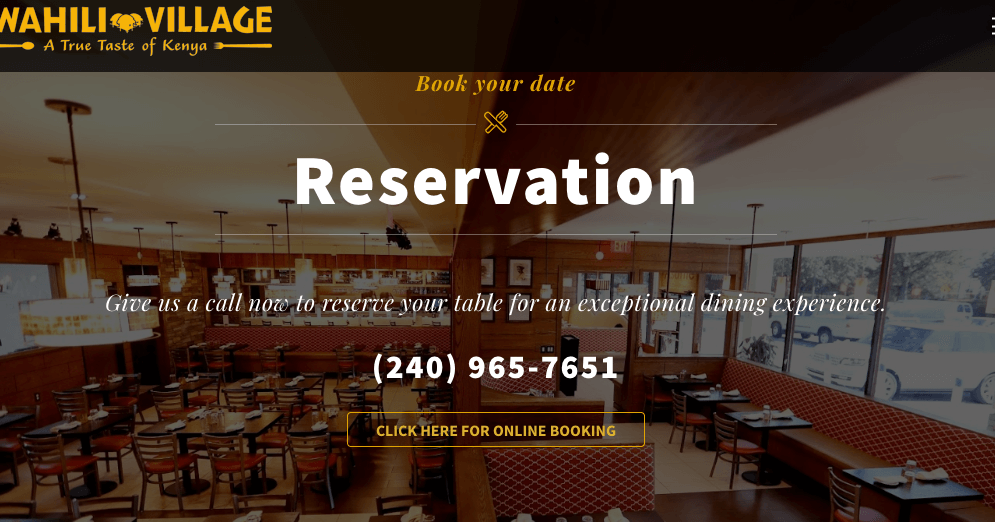 WAHILI VILLAGE
A True Taste of Kenya
Book your date
Reservation
EXIT
Give us a call now to reserve your table for an exceptional dining experience.
(240) 965-7651
CLICK HERE FOR ONLINE BOOKING